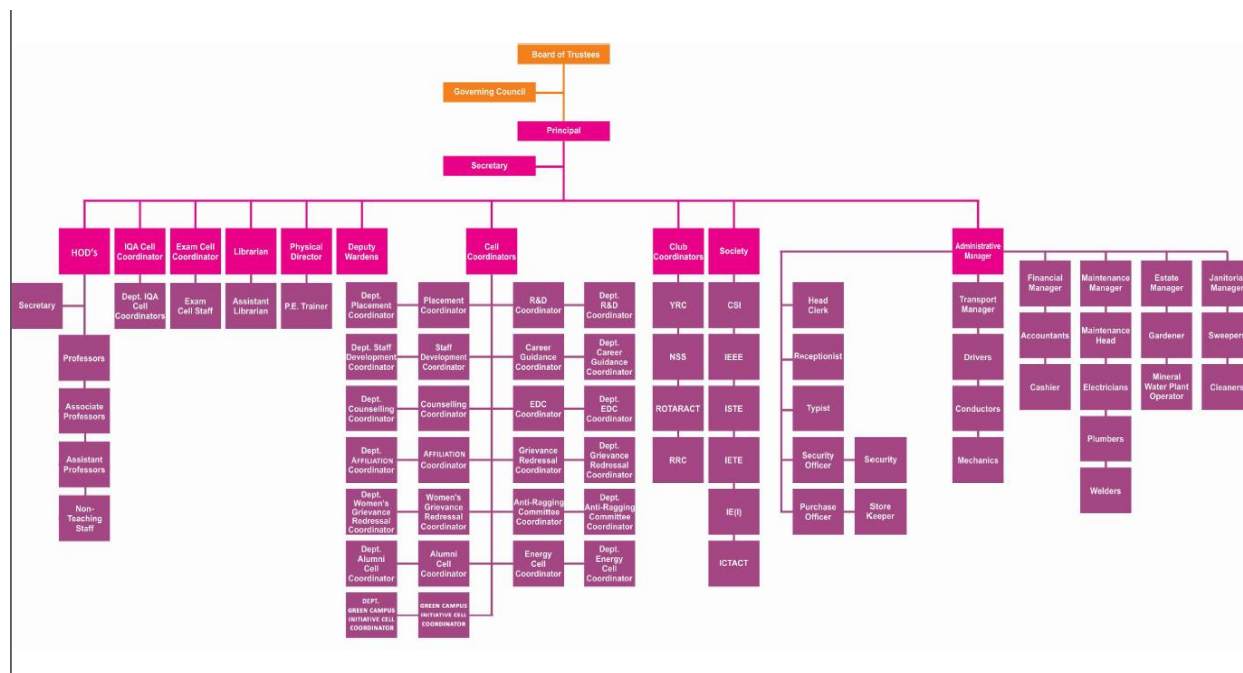 Board of Trustees
Governing Council
Principal
Secretary
HOD's
IQA Cell
Coordinator
Exam Cell
Coordinator
Librarian
Physical
Director
Deputy
Wardens
Cell
Coordinators
Club
Coordinators
Society
Administrative
Manager
Secretary
Professors
Associate
Professors
Assistant
Professors
Non-
Teaching
Staff
Dept. IQA
Cell
Coordinators
Exam
Cell Staff
Assistant
Librarian
P.E. Trainer
Dept.
Placement
Coordinator
Placement
Coordinator
R&D
Coordinator
Dept.
R&D
Coordinator
Dept. Staff
Development
Coordinator
Staff
Development
Coordinator
Career
Guidance
Coordinator
Dept.
Career
Guidance
Coordinator
Dept.
Counselling
Coordinator
Counselling
Coordinator
EDC
Coordinator
Dept.
EDC
Coordinator
Dept.
AFFILIATION
Coordinator
AFFILIATION
Coordinator
Grievance
Redressal
Coordinator
Dept.
Grievance
Redressal
Coordinator
Dept.
Women's
Grievance
Redressal
Coordinator
Women's
Grievance
Redressal
Coordinator
Anti-Ragging
Committee
Coordinator
Dept.
Anti-Ragging
Committee
Coordinator
Dept.
Alumni
Cell
Coordinator
Alumni
Cell
Coordinator
Energy
Cell
Coordinator
Dept.
Energy
Cell
Coordinator
DEPT.
GREEN CAMPUS
INITIATIVE CELL
COORDINATOR
GREEN CAMPUS
INITIATIVE CELL
COORDINATOR
YRC
NSS
ROTARACT
RRC
CSI
IEEE
ISTE
IETE
IE(I)
ICTACT
Head
Clerk
Receptionist
Typist
Security
Officer
Security
Purchase
Officer
Store
Keeper
Transport
Manager
Drivers
Conductors
Mechanics
Financial
Manager
Accountants
Cashier
Maintenance
Manager
Maintenance
Head
Electricians
Plumbers
Welders
Estate
Manager
Gardener
Mineral
Water Plant
Operator
Janitorial
Manager
Sweepers
Cleaners